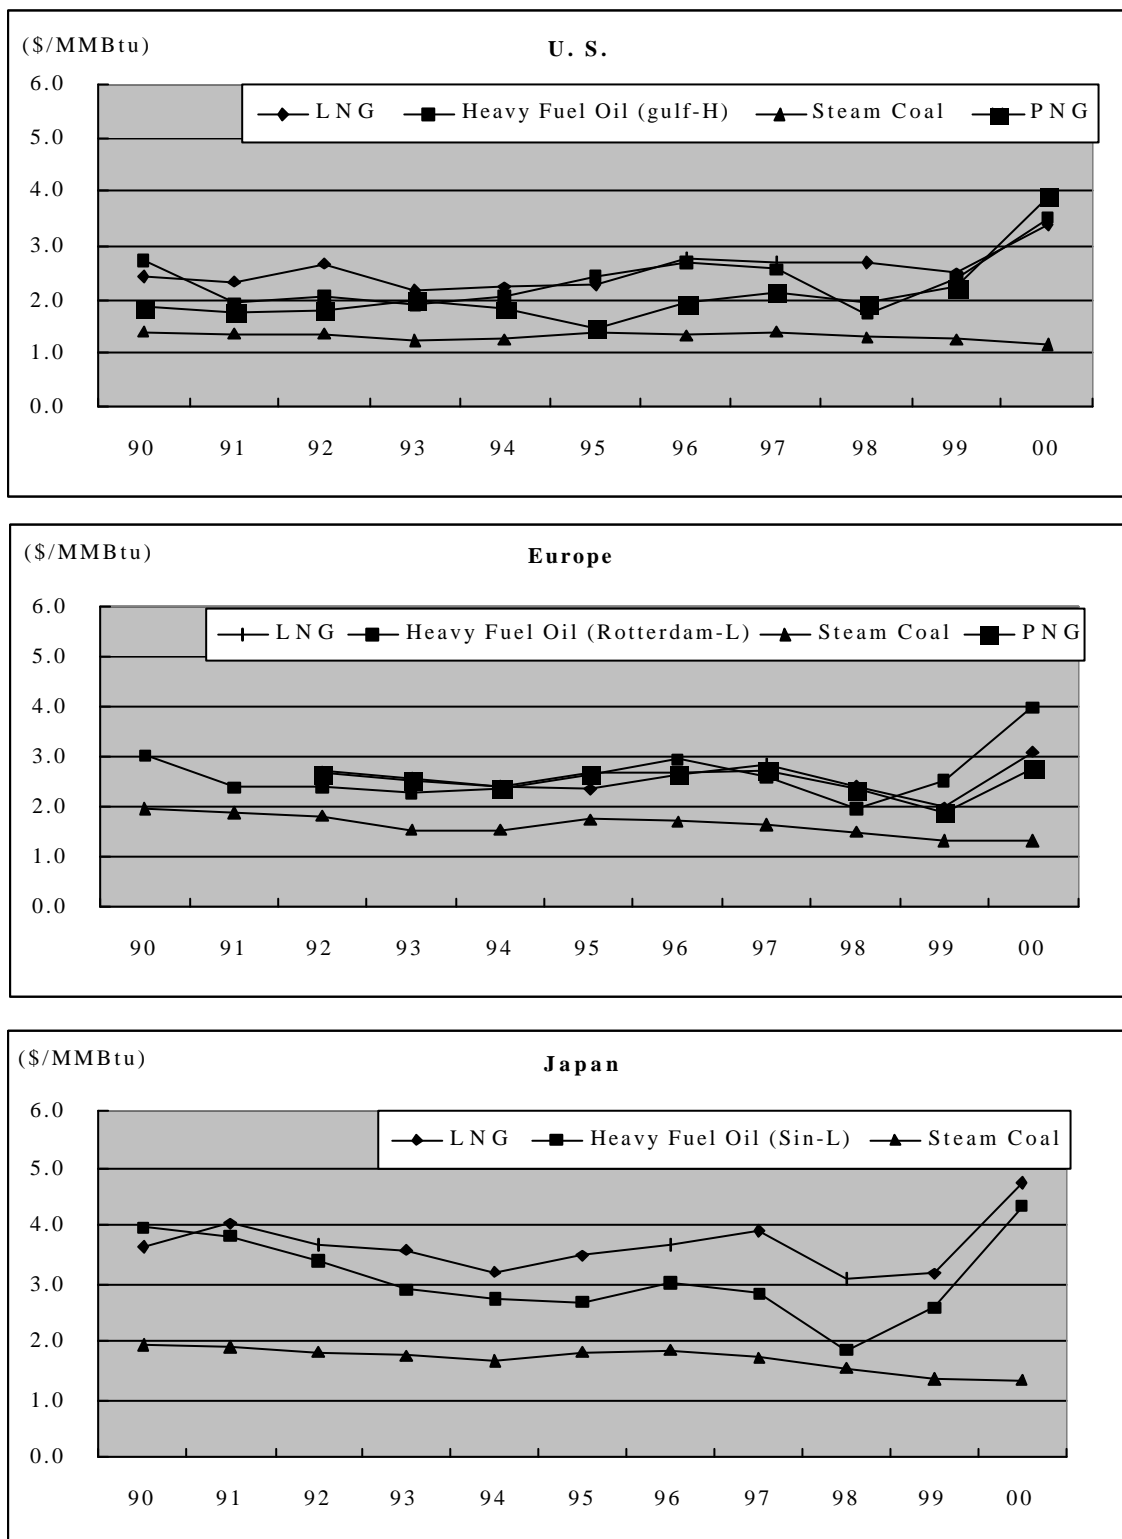 ($/MMBtu)
U. S.
6.0
LNG Heavy Fuel Oil (gulf-H) Steam Coal PNG
5.0
4.0
3.0
2.0
1.0
0.0
90 91 92 93 94 95 96 97 98 99 00
($/MMBtu)
Europe
6.0
LNG Heavy Fuel Oil (Rotterdam-L) Steam Coal PNG
5.0
4.0
3.0
2.0
1.0
0.0
90 91 92 93 94 95 96 97 98 99 00
($/MMBtu)
Japan
6.0
LNG Heavy Fuel Oil (Sin-L) Steam Coal
5.0
4.0
3.0
2.0
1.0
0.0
90 91 92 93 94 95 96 97 98 99 00